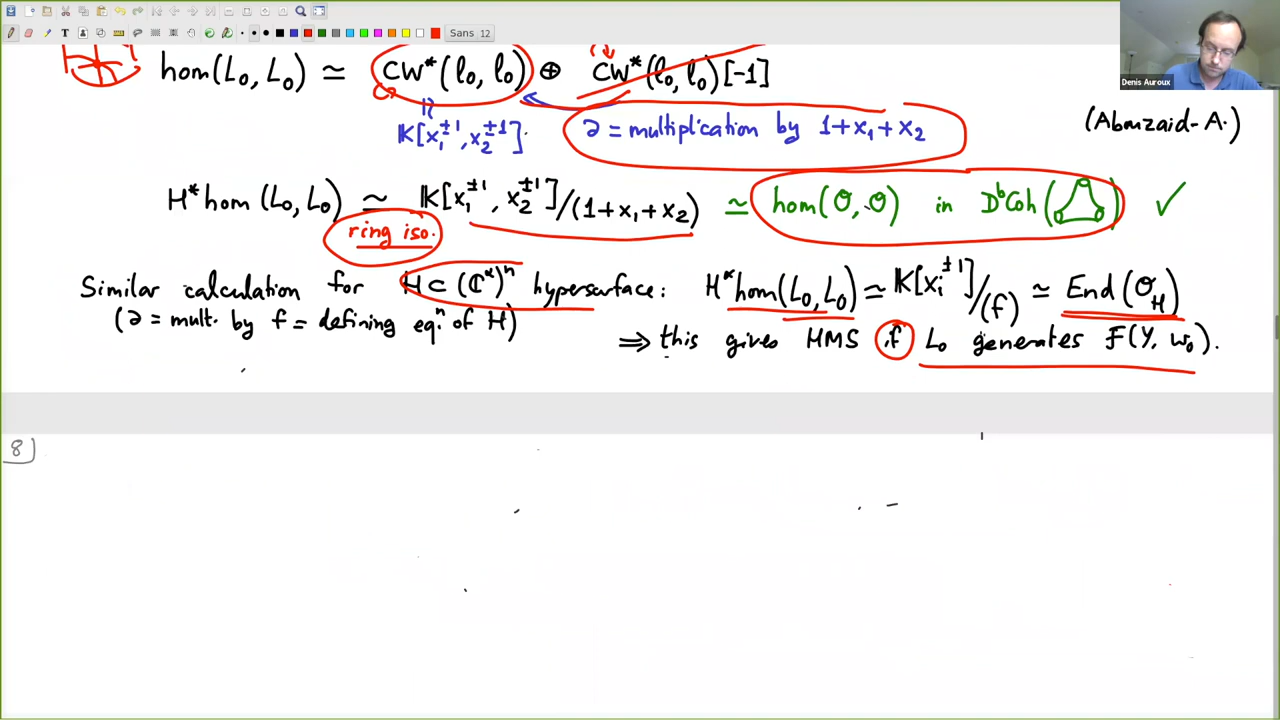 Sans 12
Denis Auroux
hom(L₀, L₀) ≃ CW*(l₀, l₀) ⊕ CW*(l₀, l₀)[-1]
𝕂[x₁^±1, x₂^±1]
∂ = multiplication by 1+x₁+x₂
(Abouzaid-A.)
H*hom(L₀, L₀) ≃ 𝕂[x₁^±1, x₂^±1]/(1+x₁+x₂) ≃ hom(O, O) in DᵇCoh( ) ✓
ring iso.
Similar calculation for H ⊂ (ℂ*)ⁿ hypersurface: H*hom(L₀, L₀) ≃ 𝕂[xᵢ^±1]/(f) ≃ End(O_H)
(∂ = mult. by f = defining eqⁿ of H)
⇒ this gives HMS if L₀ generates F(Y, W₀).
8